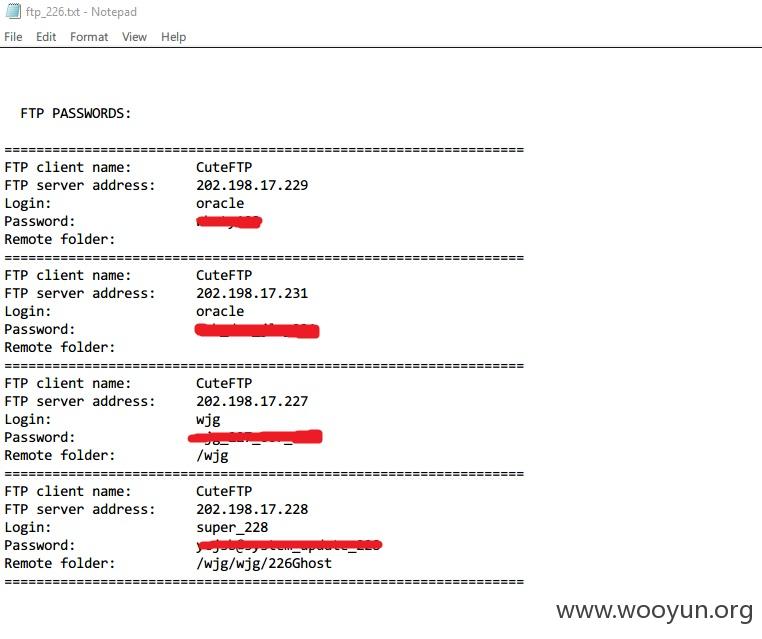 ftp_226.txt - Notepad
File Edit Format View Help
FTP PASSWORDS:
=================================================================
FTP client name: CuteFTP
FTP server address: 202.198.17.229
Login: oracle
Password:
Remote folder:
=================================================================
FTP client name: CuteFTP
FTP server address: 202.198.17.231
Login: oracle
Password:
Remote folder:
=================================================================
FTP client name: CuteFTP
FTP server address: 202.198.17.227
Login: wjg
Password:
Remote folder: /wjg
=================================================================
FTP client name: CuteFTP
FTP server address: 202.198.17.228
Login: super_228
Password:
Remote folder: /wjg/wjg/226Ghost
=================================================================
www.wooyun.org